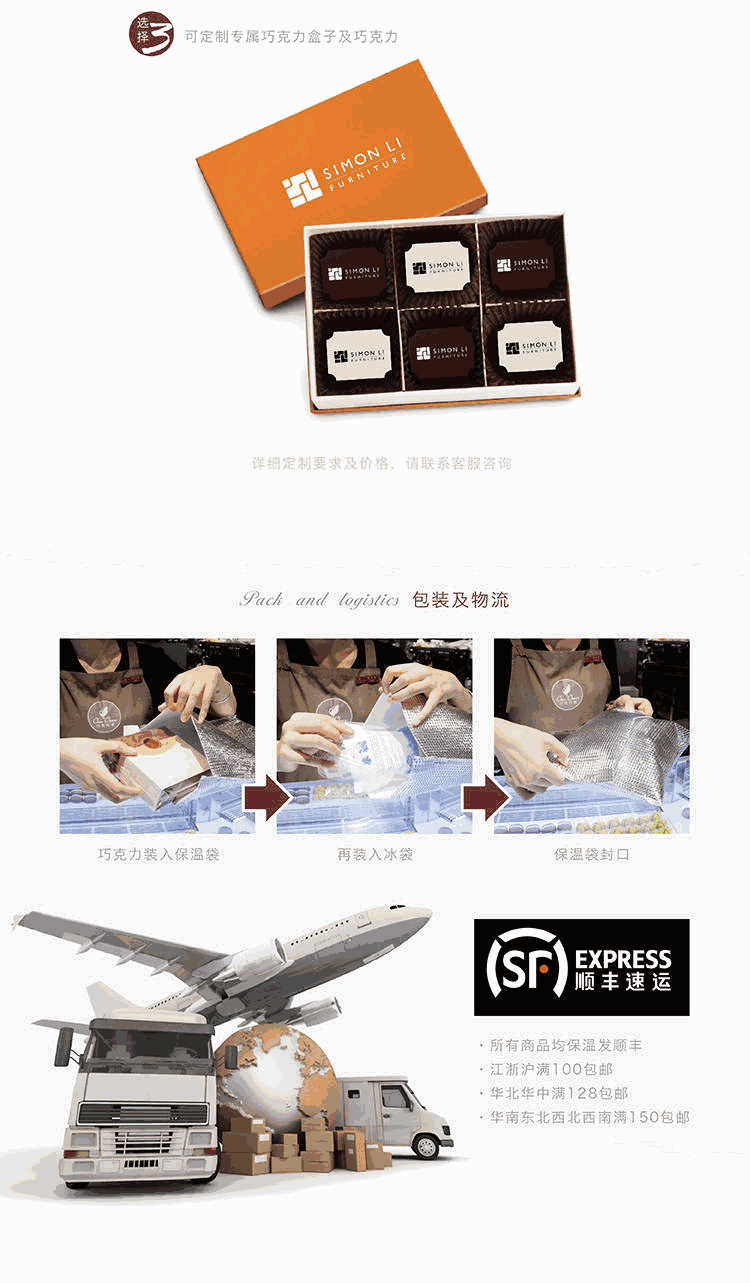 选择3 可定制专属巧克力盒子及巧克力
SIMON LI
FURNITURE
SIMON LI
FURNITURE
SIMON LI
FURNITURE
SIMON LI
FURNITURE
SIMON LI
FURNITURE
SIMON LI
FURNITURE
SIMON LI
FURNITURE
详细定制要求及价格，请联系客服咨询
Pack and logistics 包装及物流
巧克力装入保温袋
再装入冰袋
保温袋封口
SF EXPRESS
顺丰速运
·所有商品均保温发顺丰
·江浙沪满100包邮
·华北华中满128包邮
·华南东北西北西南满150包邮